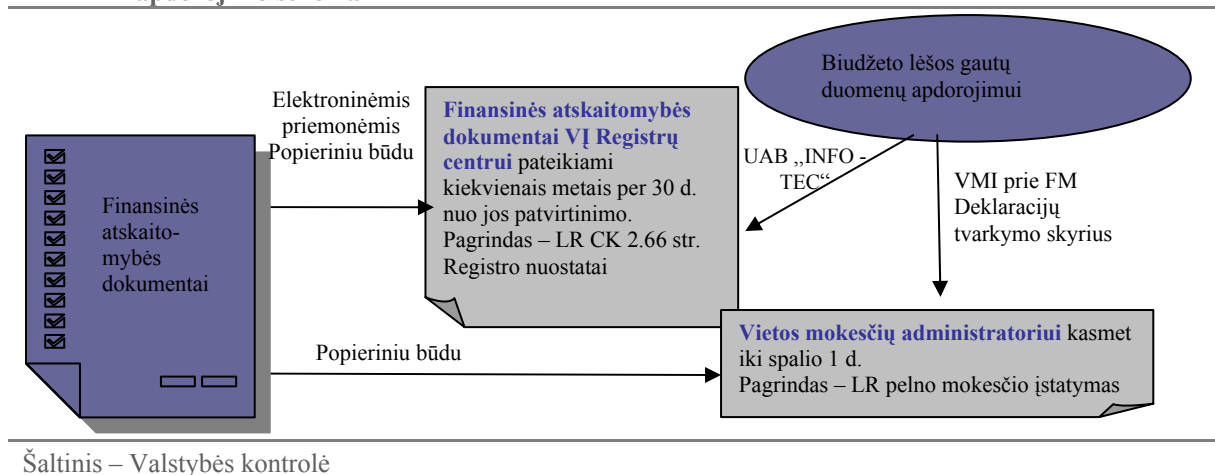 Biudžeto lėšos gautų
duomenų apdorojimui
Elektroninėmis
priemonėmis
Popieriniu būdu
Finansinės
atskaito-
mybės
dokumentai
Finansinės atskaitomybės
dokumentai VĮ Registrų
centrui pateikiami
kiekvienais metais per 30 d.
nuo jos patvirtinimo.
Pagrindas – LR CK 2.66 str.
Registro nuostatai
UAB „INFO -
TEC“
VMI prie FM
Deklaracijų
tvarkymo skyrius
Popieriniu būdu
Vietos mokesčių administratoriui kasmet
iki spalio 1 d.
Pagrindas – LR pelno mokesčio įstatymas
Šaltinis – Valstybės kontrolė